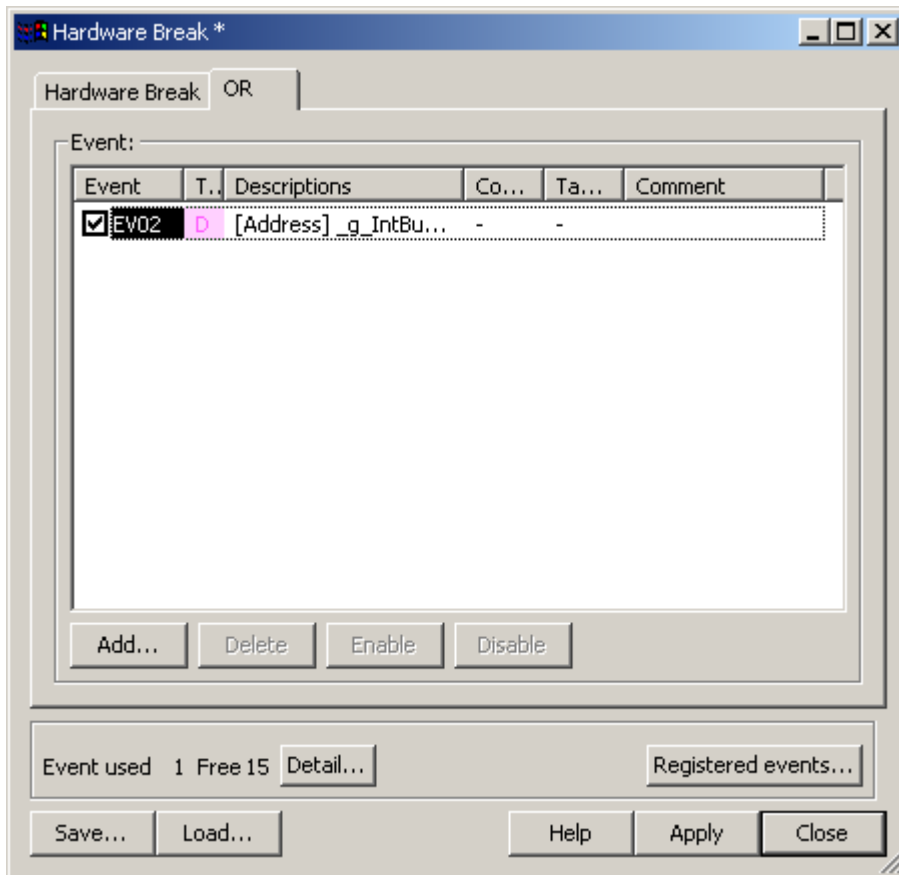 Hardware Break *
Hardware Break OR
Event:
Event T.. Descriptions Co... Ta... Comment
EV02 D [Address] _g_IntBu... - -
Add... Delete Enable Disable
Event used 1 Free 15 Detail... Registered events...
Save... Load... Help Apply Close